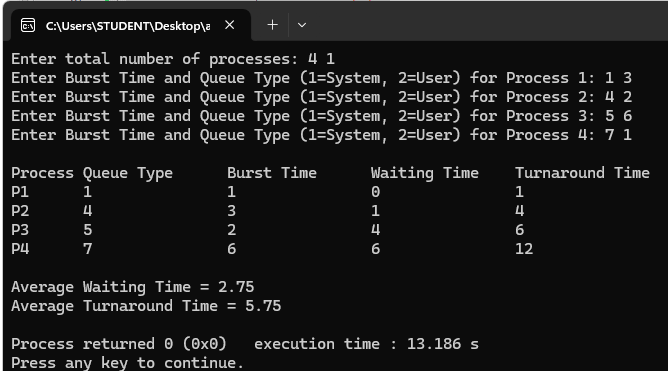 C:\Users\STUDENT\Desktop\a
Enter total number of processes: 4 1
Enter Burst Time and Queue Type (1=System, 2=User) for Process 1: 1 3
Enter Burst Time and Queue Type (1=System, 2=User) for Process 2: 4 2
Enter Burst Time and Queue Type (1=System, 2=User) for Process 3: 5 6
Enter Burst Time and Queue Type (1=System, 2=User) for Process 4: 7 1
Process Queue Type Burst Time Waiting Time Turnaround Time
P1 1 1 0 1
P2 4 3 1 4
P3 5 2 4 6
P4 7 6 6 12
Average Waiting Time = 2.75
Average Turnaround Time = 5.75
Process returned 0 (0x0) execution time : 13.186 s
Press any key to continue.